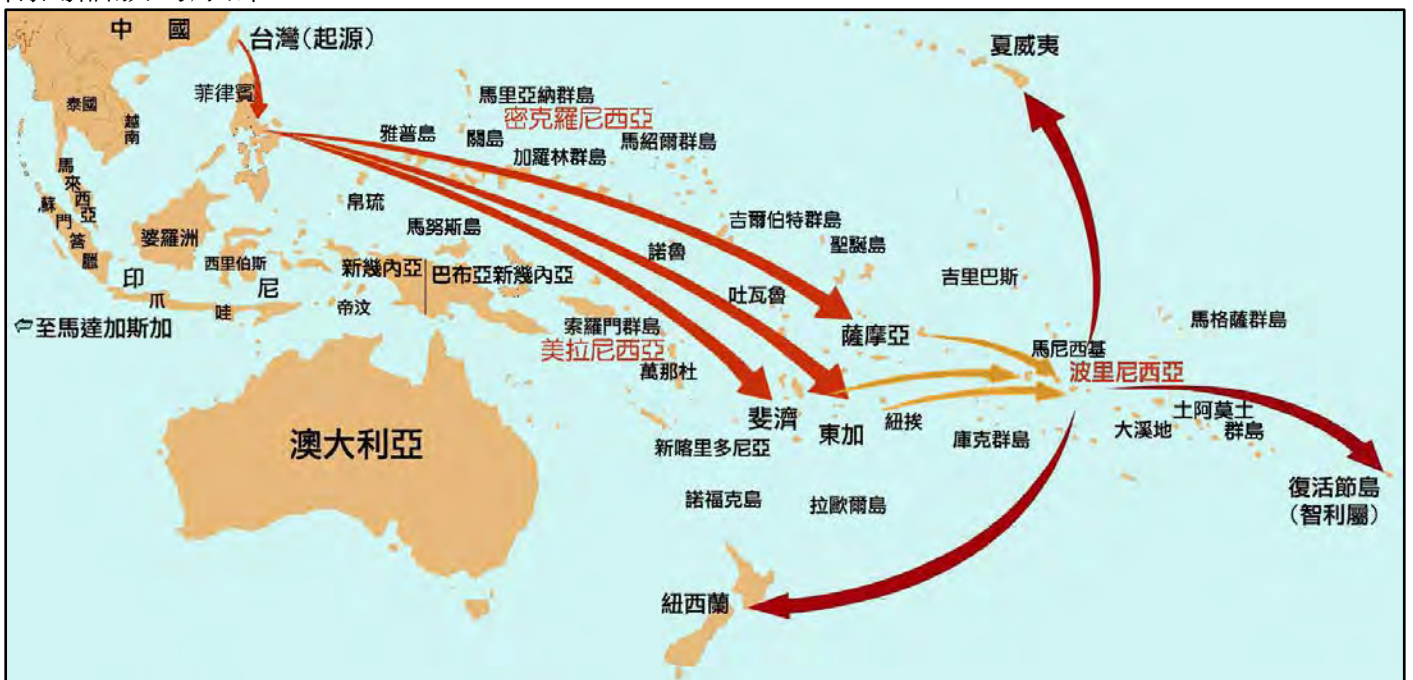 中國
台灣(起源)
夏威夷
菲律賓
泰國
越南
馬里亞納群島
密克羅尼西亞
雅普島
關島
馬紹爾群島
加羅林群島
馬來西亞
蘇門答臘
帛琉
馬努斯島
吉爾伯特群島
婆羅洲
諾魯
聖誕島
西里伯斯
新幾內亞
巴布亞新幾內亞
吉里巴斯
印尼
爪哇
帝汶
吐瓦魯
⇦至馬達加斯加
索羅門群島
薩摩亞
馬格薩群島
美拉尼西亞
馬尼西基
萬那杜
波里尼西亞
斐濟
東加
紐埃
土阿莫土
群島
大溪地
庫克群島
澳大利亞
新喀里多尼亞
諾福克島
拉歐爾島
復活節島
(智利屬)
紐西蘭